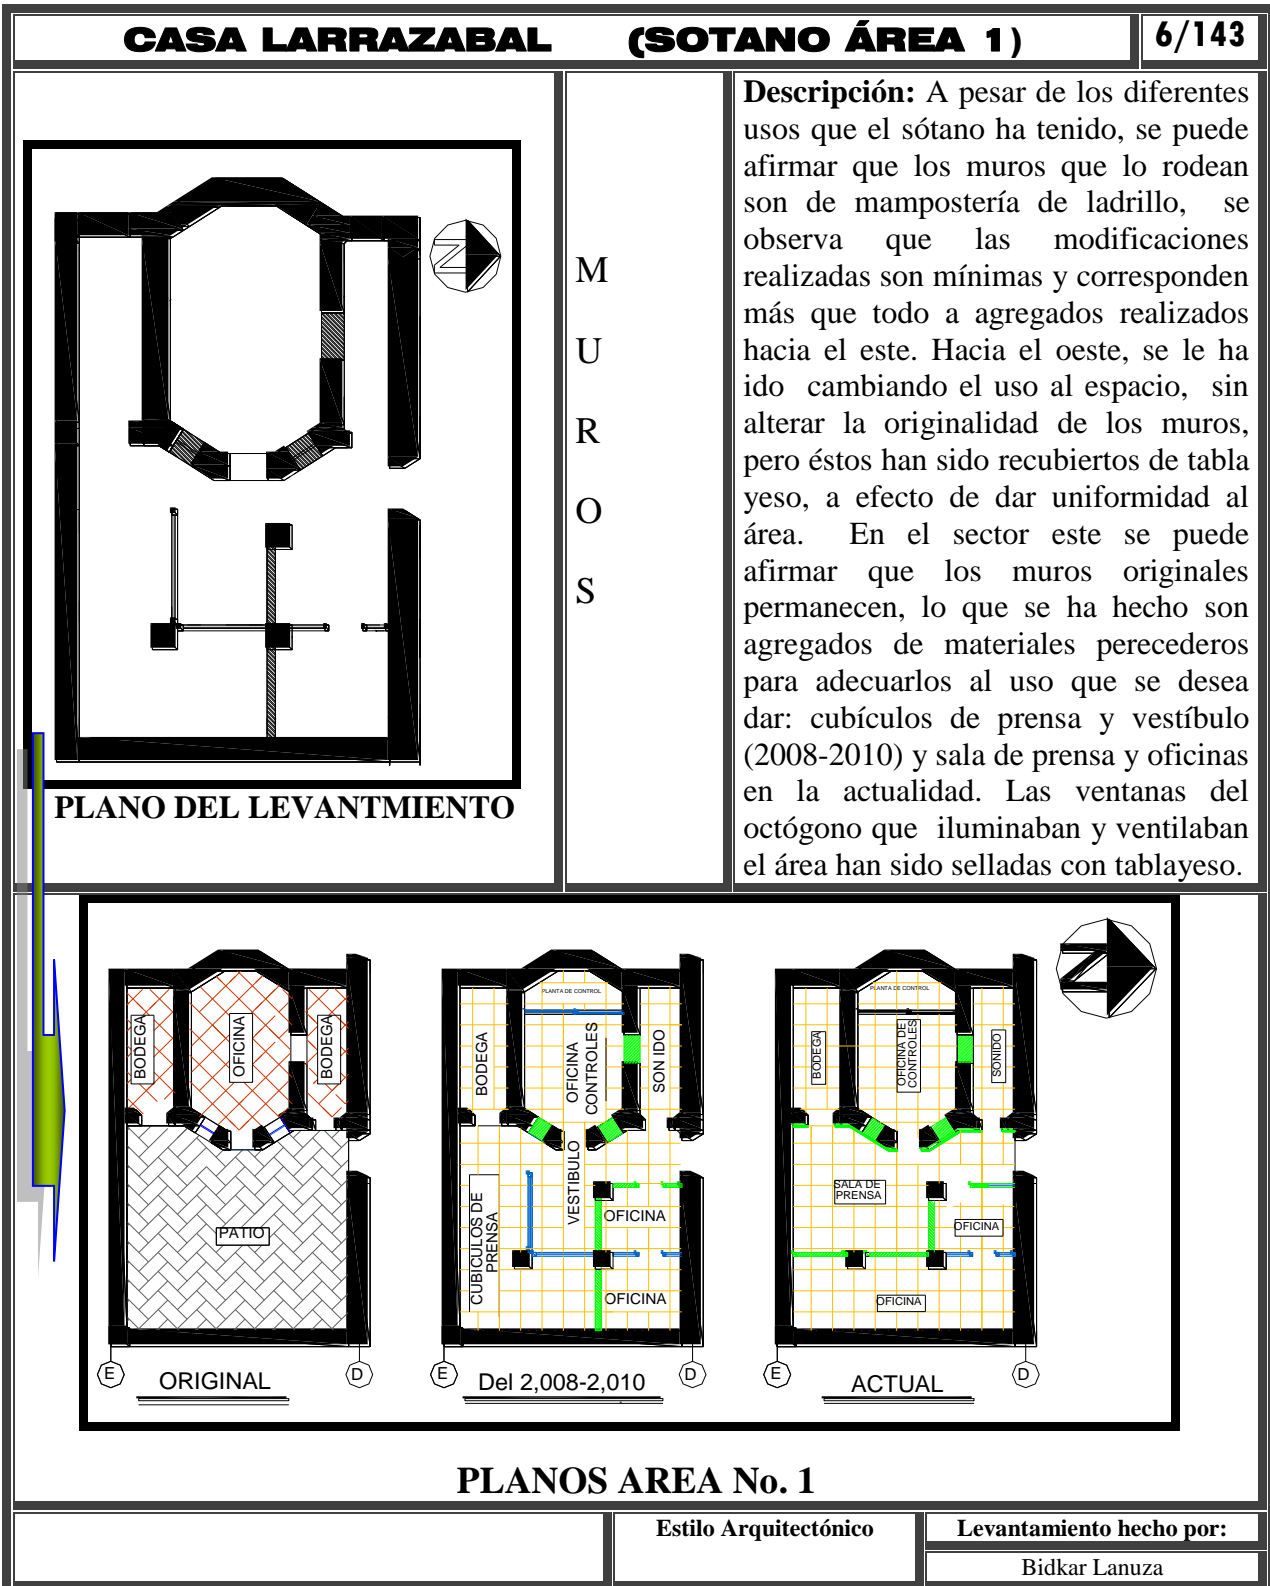 CASA LARRAZABAL (SOTANO ÁREA 1)
6/143
N
PLANO DEL LEVANTMIENTO
M
U
R
O
S
Descripción: A pesar de los diferentes
usos que el sótano ha tenido, se puede
afirmar que los muros que lo rodean
son de mampostería de ladrillo, se
observa que las modificaciones
realizadas son mínimas y corresponden
más que todo a agregados realizados
hacia el este. Hacia el oeste, se le ha
ido cambiando el uso al espacio, sin
alterar la originalidad de los muros,
pero éstos han sido recubiertos de tabla
yeso, a efecto de dar uniformidad al
área. En el sector este se puede
afirmar que los muros originales
permanecen, lo que se ha hecho son
agregados de materiales perecederos
para adecuarlos al uso que se desea
dar: cubículos de prensa y vestíbulo
(2008-2010) y sala de prensa y oficinas
en la actualidad. Las ventanas del
octógono que iluminaban y ventilaban
el área han sido selladas con tablayeso.
BODEGA
OFICINA
BODEGA
PATIO
E
D
ORIGINAL
PLANTA DE CONTROL
BODEGA
OFICINA
CONTROLES
SONIDO
VESTIBULO
CUBICULOS DE
PRENSA
OFICINA
OFICINA
E
D
Del 2,008-2,010
PLANTA DE CONTROL
BODEGA
OFICINA DE
CONTROLES
SONIDO
SALA DE
PRENSA
OFICINA
OFICINA
E
D
ACTUAL
N
PLANOS AREA No. 1
Estilo Arquitectónico
Levantamiento hecho por:
Bidkar Lanuza